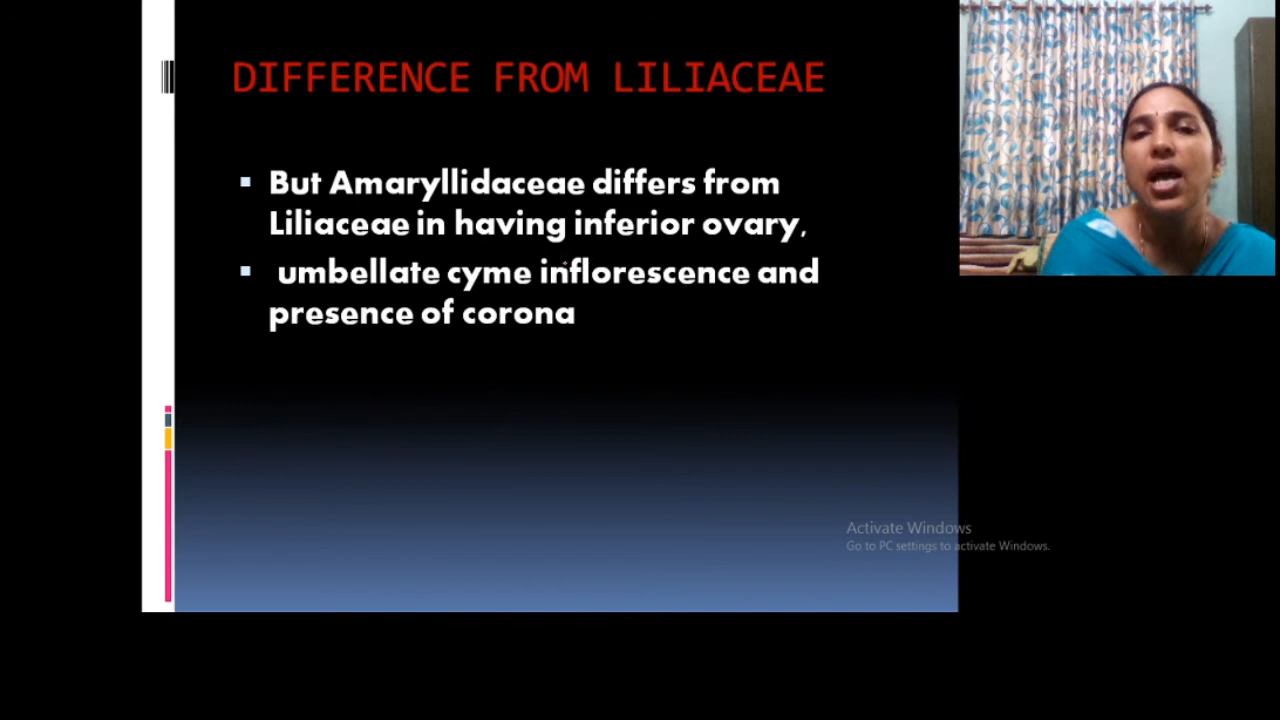 DIFFERENCE FROM LILIACEAE
But Amaryllidaceae differs from
Liliaceae in having inferior ovary,
umbellate cyme inflorescence and
presence of corona
Activate Windows
Go to PC settings to activate Windows.